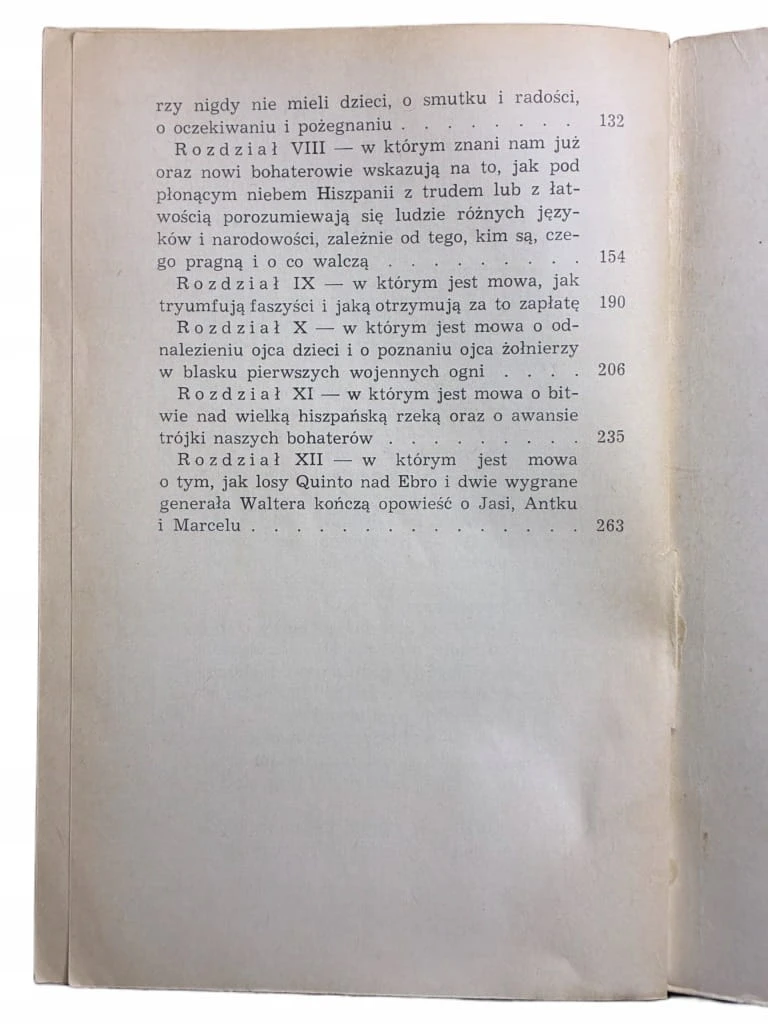 rzy nigdy nie mieli dzieci, o smutku i radości,
o oczekiwaniu i pożegnaniu . . . . . . . . 132
Rozdział VIII — w którym znani nam już
oraz nowi bohaterowie wskazują na to, jak pod
płonącym niebem Hiszpanii z trudem lub z łat-
wością porozumiewają się ludzie różnych języ-
ków i narodowości, zależnie od tego, kim są, cze-
go pragną i o co walczą . . . . . . . . . 154
Rozdział IX — w którym jest mowa, jak
tryumfują faszyści i jaką otrzymują za to zapłatę 190
Rozdział X — w którym jest mowa o od-
nalezieniu ojca dzieci i o poznaniu ojca żołnierzy
w blasku pierwszych wojennych ogni . . . . 206
Rozdział XI — w którym jest mowa o bit-
wie nad wielką hiszpańską rzeką oraz o awansie
trójki naszych bohaterów . . . . . . . . . 235
Rozdział XII — w którym jest mowa
o tym, jak losy Quinto nad Ebro i dwie wygrane
generała Waltera kończą opowieść o Jasi, Antku
i Marcelu . . . . . . . . . . . . . . . 263